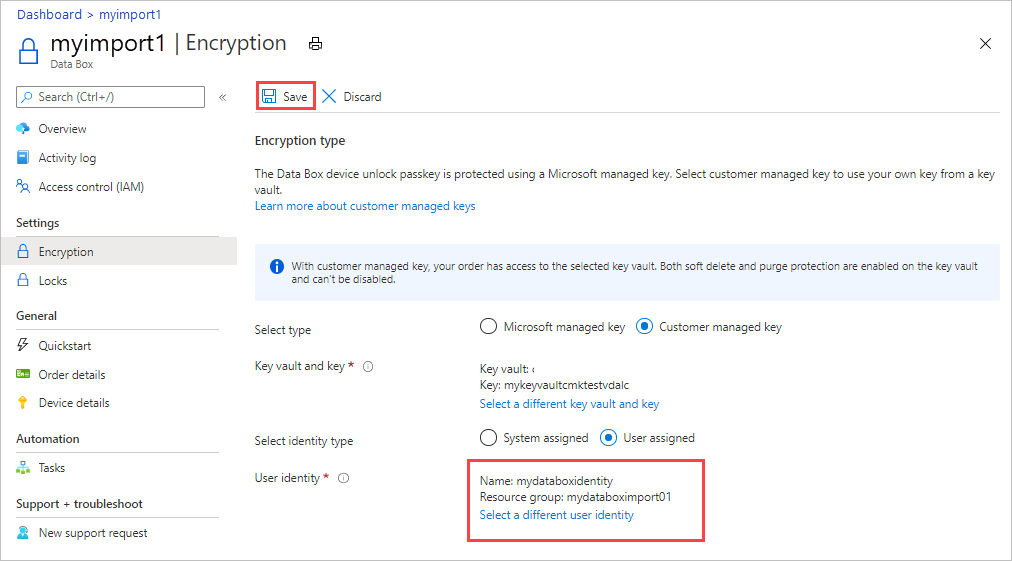 Dashboard > myimport1
myimport1 | Encryption
Data Box
Search (Ctrl+/)
«
Save
Discard
Overview
Activity log
Access control (IAM)
Settings
Encryption
Locks
General
Quickstart
Order details
Device details
Automation
Tasks
Support + troubleshoot
New support request
Encryption type
The Data Box device unlock passkey is protected using a Microsoft managed key. Select customer managed key to use your own key from a key
vault.
Learn more about customer managed keys
With customer managed key, your order has access to the selected key vault. Both soft delete and purge protection are enabled on the key vault
and can't be disabled.
Select type
Microsoft managed key
Customer managed key
Key vault and key *
Key vault:
Key: mykeyvaultcmktestvdalc
Select a different key vault and key
Select identity type
System assigned
User assigned
User identity *
Name: mydataboxidentity
Resource group: mydataboximport01
Select a different user identity